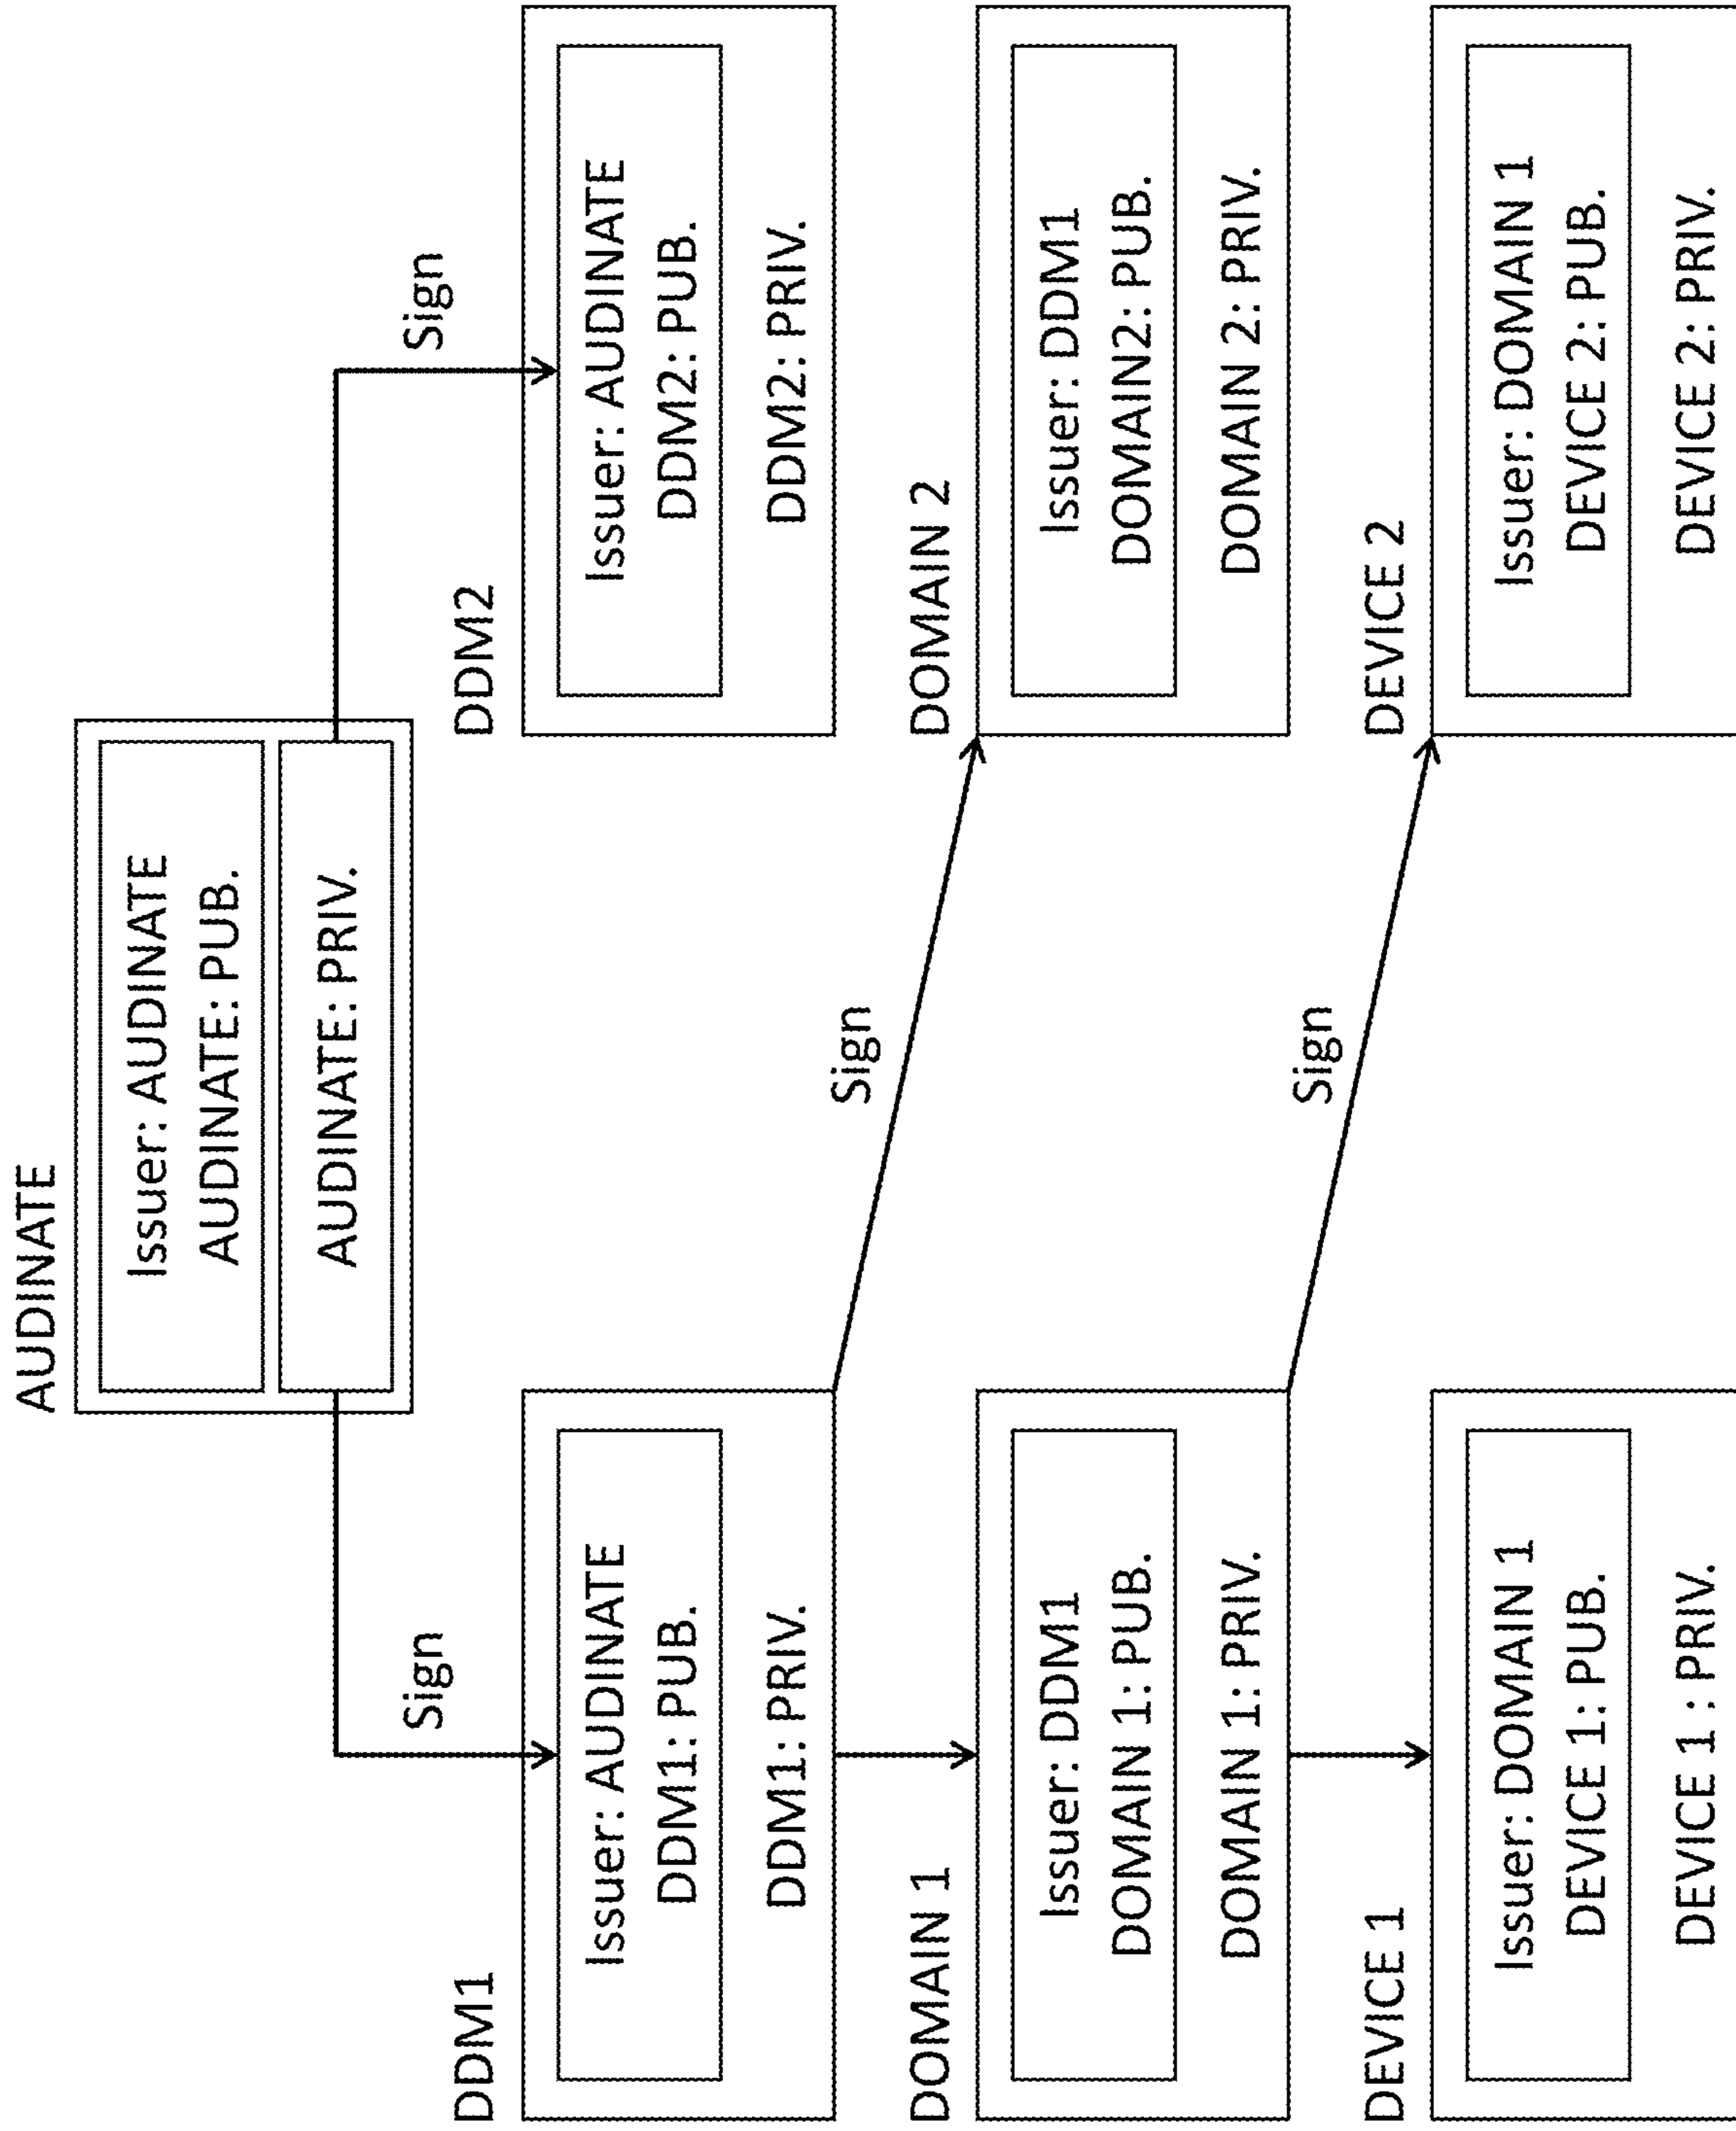 AUDINATE
Issuer: AUDINATE
AUDINATE: PUB.
AUDINATE: PRIV.
Sign
Sign
DDM1
Issuer: AUDINATE
DDM1: PUB.
DDM1: PRIV.
DDM2
Issuer: AUDINATE
DDM2: PUB.
DDM2: PRIV.
Sign
DOMAIN 1
Issuer: DDM1
DOMAIN 1: PUB.
DOMAIN 1: PRIV.
DOMAIN 2
Issuer: DDM1
DOMAIN2: PUB.
DOMAIN 2: PRIV.
Sign
DEVICE 1
Issuer: DOMAIN 1
DEVICE 1: PUB.
DEVICE 1 : PRIV.
DEVICE 2
Issuer: DOMAIN 1
DEVICE 2: PUB.
DEVICE 2: PRIV.